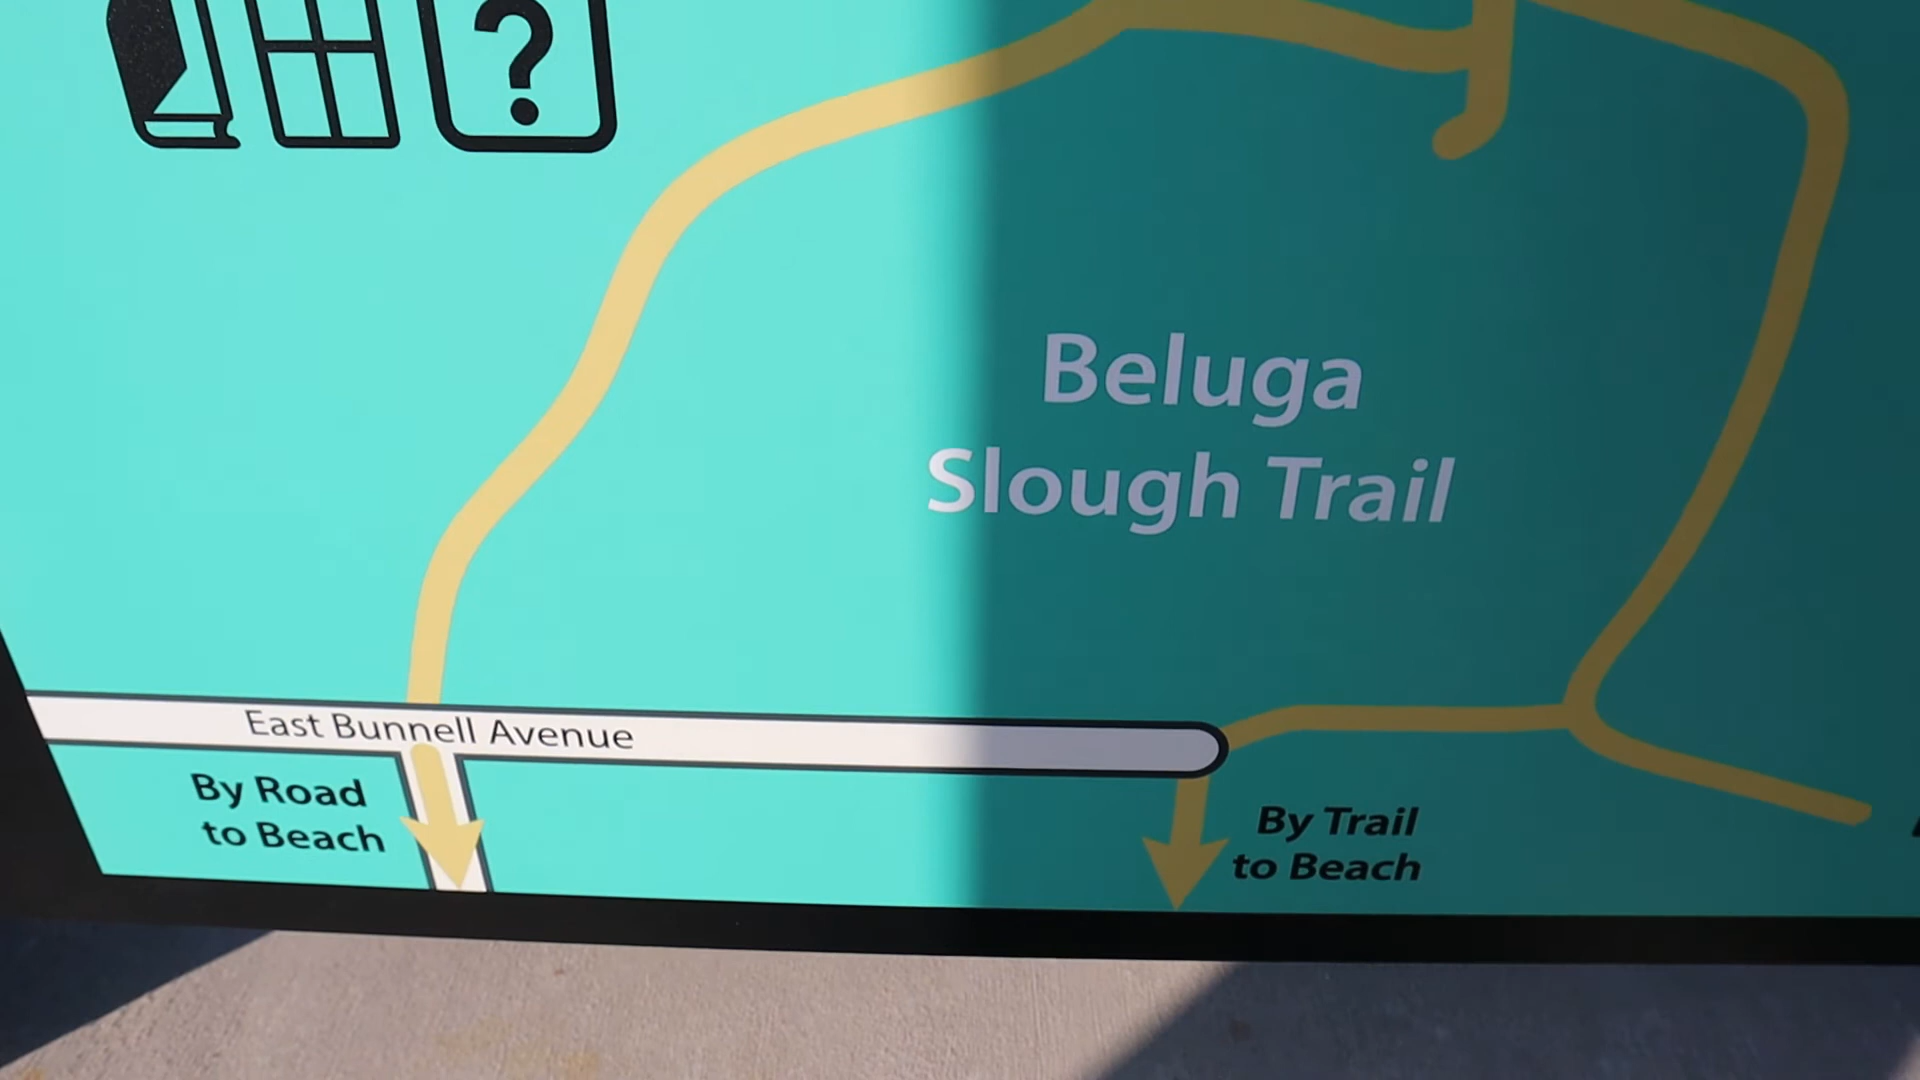 ?
Beluga
Slough Trail
East Bunnell Avenue
By Road
to Beach
By Trail
to Beach